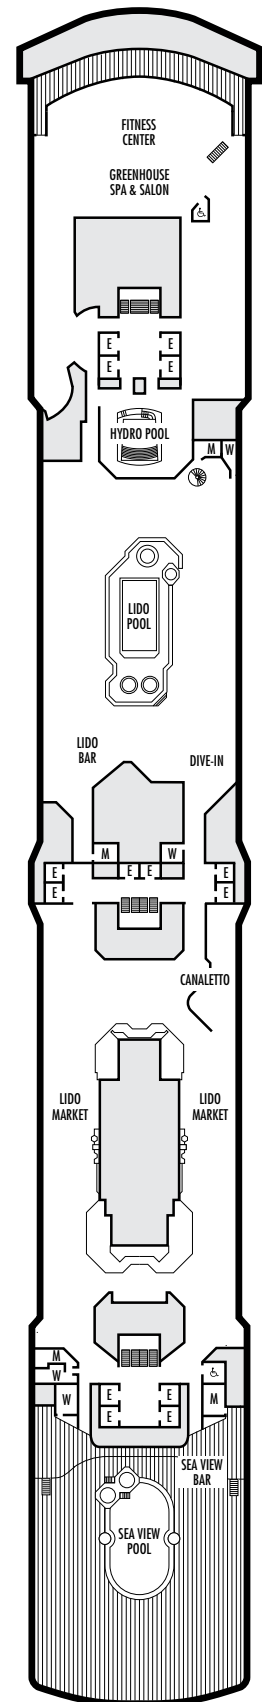 FITNESS
CENTER
GREENHOUSE
SPA & SALON
E
E
E
E
HYDRO POOL
M W
LIDO
POOL
LIDO
BAR
DIVE-IN
M
W
E
E
E
E
E
E
CANALETTO
LIDO
MARKET
LIDO
MARKET
M
W
W
M
E
E
E
E
SEA VIEW
BAR
SEA VIEW
POOL